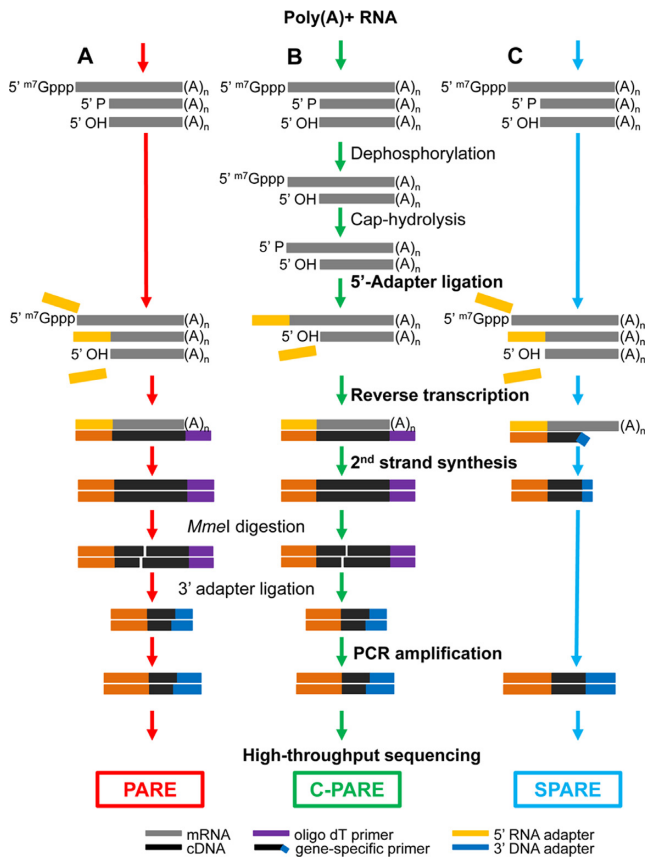 Poly(A)+ RNA
A B C
5' m7Gppp (A)n 5' m7Gppp (A)n 5' m7Gppp (A)n
5' P (A)n 5' P (A)n 5' P (A)n
5' OH (A)n 5' OH (A)n 5' OH (A)n
Dephosphorylation
5' m7Gppp (A)n
5' OH (A)n
Cap-hydrolysis
5' P (A)n
5' OH (A)n
5'-Adapter ligation
5' m7Gppp (A)n (A)n 5' m7Gppp (A)n
(A)n 5' OH (A)n (A)n
5' OH (A)n 5' OH (A)n
Reverse transcription
(A)n (A)n (A)n
2nd strand synthesis
MmeI digestion
3' adapter ligation
PCR amplification
High-throughput sequencing
PARE C-PARE SPARE
mRNA oligo dT primer 5' RNA adapter
cDNA gene-specific primer 3' DNA adapter